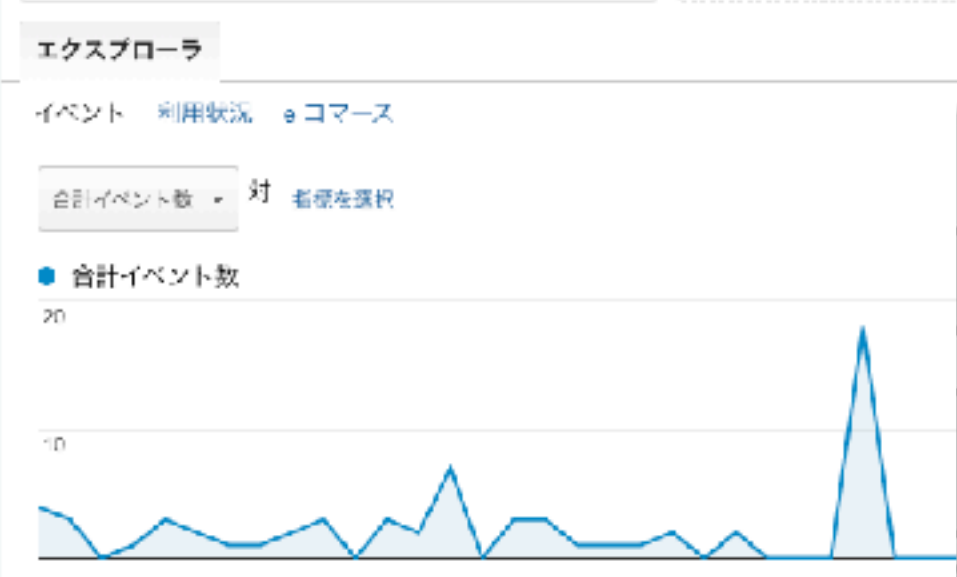 エクスプローラ
イベント 利用状況 e コマース
合計イベント数 対 指標を選択
合計イベント数
20
10